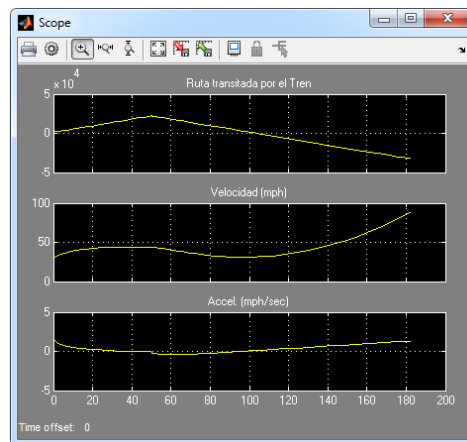 Scope
x 10^4
Ruta transitada por el Tren
5
0
-5
Velocidad (mph)
100
50
0
Accel. (mph/sec)
5
0
-5
0 20 40 60 80 100 120 140 160 180 200
Time offset: 0